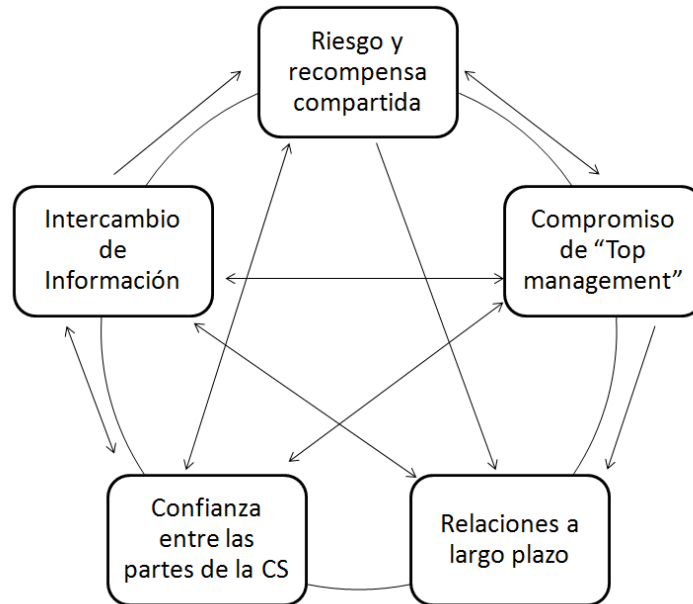 Riesgo y
recompensa
compartida
Intercambio
de
Información
Compromiso
de “Top
management”
Confianza
entre las
partes de la CS
Relaciones a
largo plazo